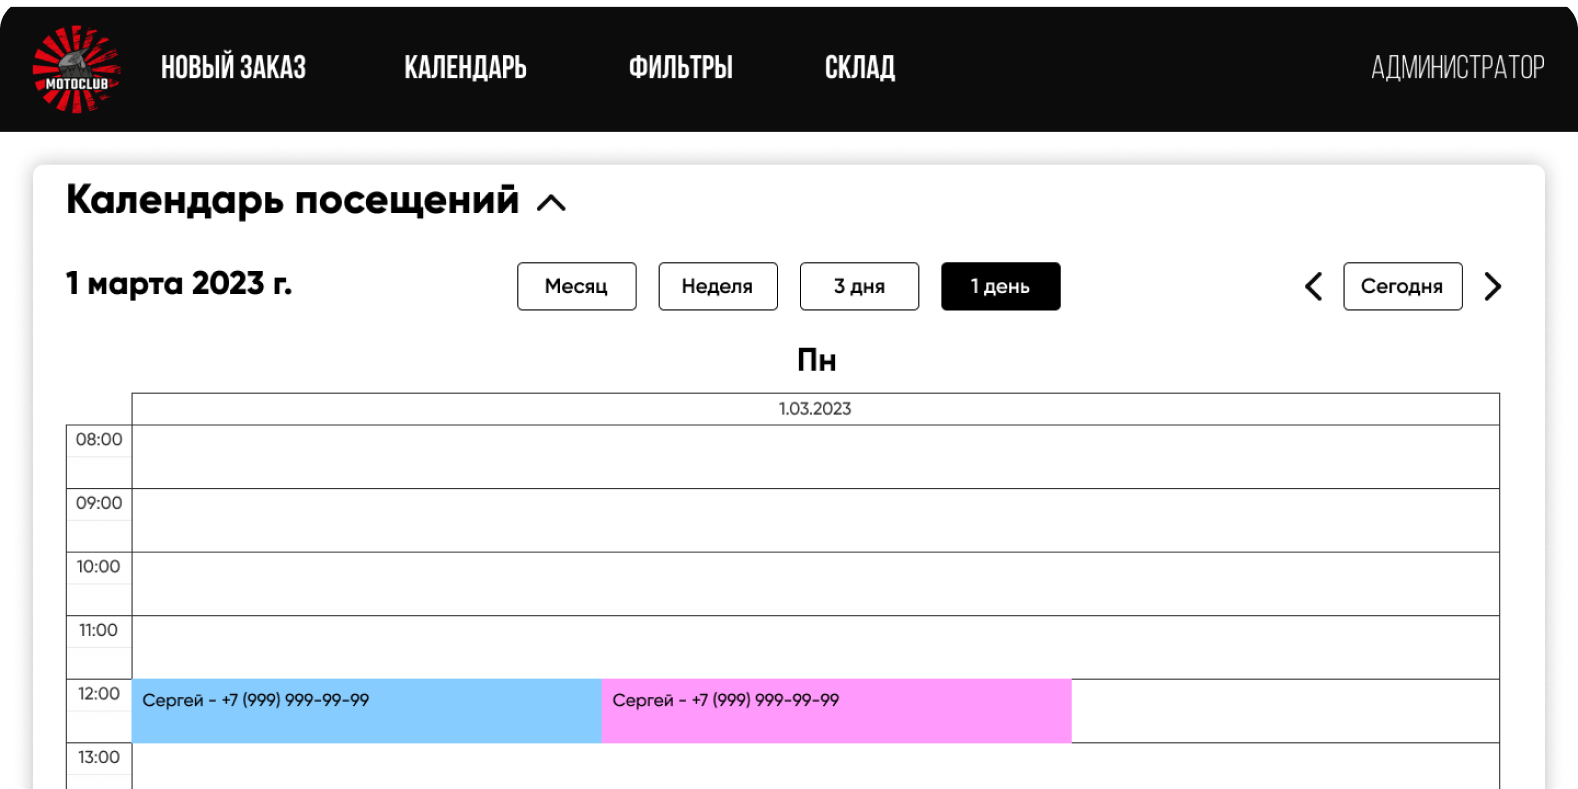 MOTOCLUB
НОВЫЙ ЗАКАЗ КАЛЕНДАРЬ ФИЛЬТРЫ СКЛАД АДМИНИСТРАТОР
Календарь посещений
1 марта 2023 г. Месяц Неделя 3 дня 1 день Сегодня
Пн
1.03.2023
08:00
09:00
10:00
11:00
12:00 Сергей - +7 (999) 999-99-99 Сергей - +7 (999) 999-99-99
13:00